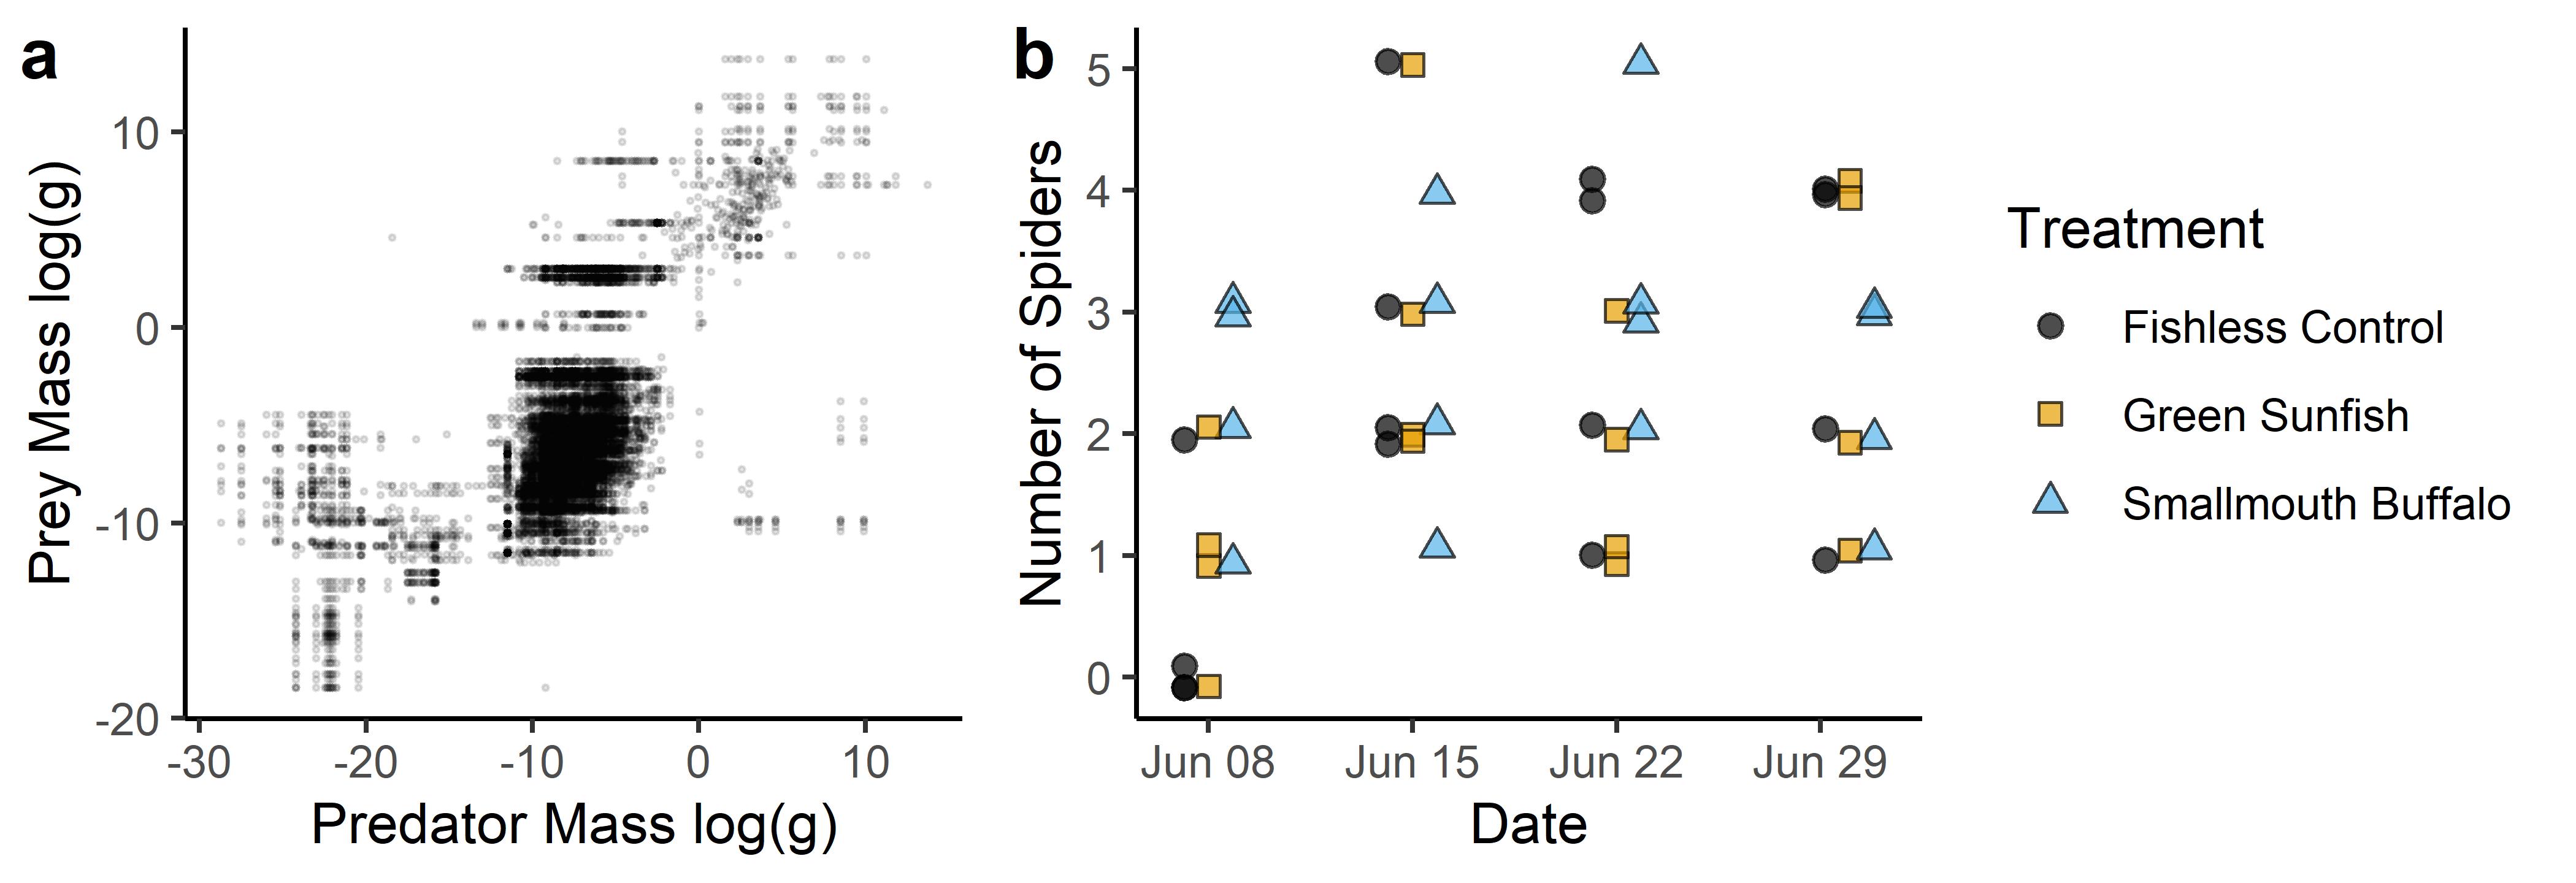 a
Prey Mass log(g)
10
0
-10
-20
-30 -20 -10 0 10
Predator Mass log(g)
b
Number of Spiders
5
4
3
2
1
0
Jun 08 Jun 15 Jun 22 Jun 29
Date
Treatment
Fishless Control
Green Sunfish
Smallmouth Buffalo